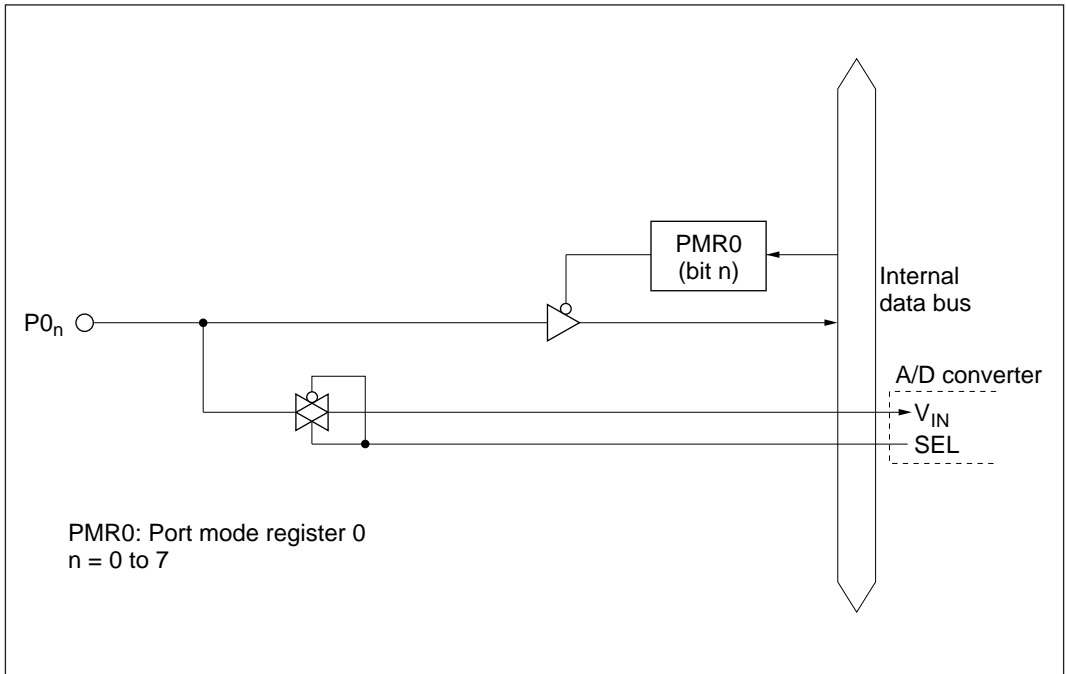 PMR0
(bit n)
Internal
data bus
P0n
A/D converter
VIN
SEL
PMR0: Port mode register 0
n = 0 to 7